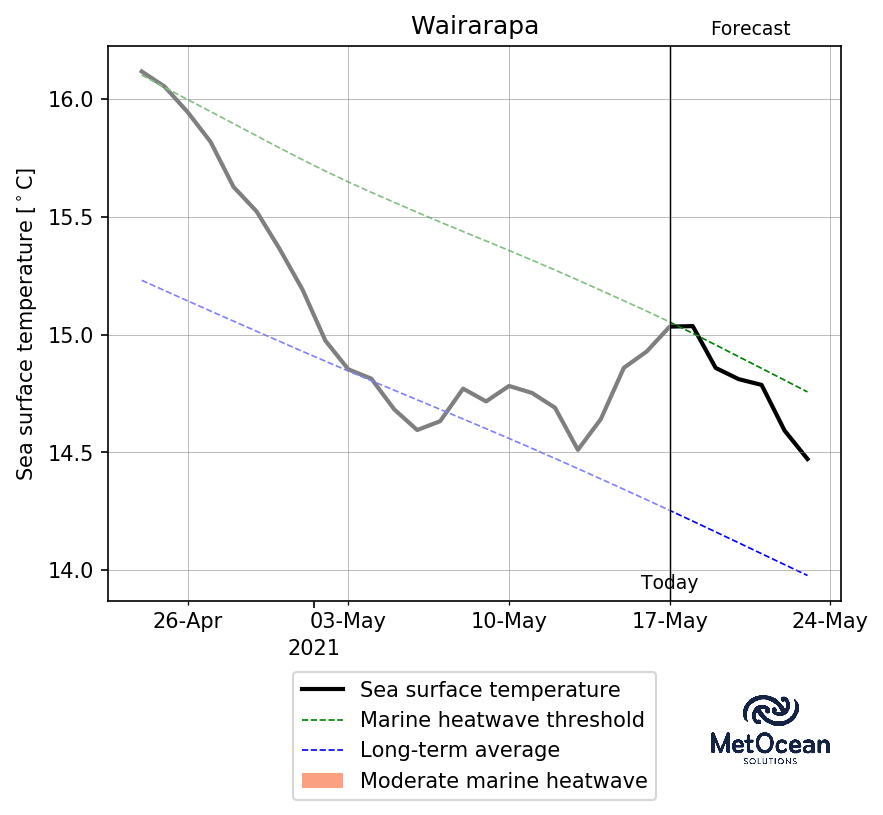 Wairarapa
Forecast
Sea surface temperature [°C]
16.0
15.5
15.0
14.5
14.0
Today
26-Apr 03-May 10-May 17-May 24-May
2021
Sea surface temperature
Marine heatwave threshold
Long-term average
Moderate marine heatwave
MetOcean
SOLUTIONS